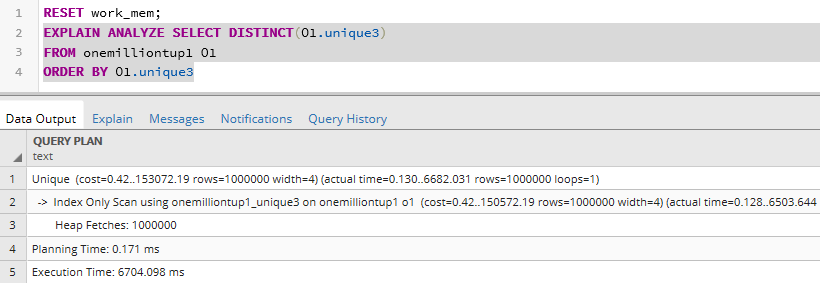 1 RESET work_mem;
2 EXPLAIN ANALYZE SELECT DISTINCT(O1.unique3)
3 FROM onemilliontup1 O1
4 ORDER BY O1.unique3
Data Output Explain Messages Notifications Query History
QUERY PLAN
text
1 Unique (cost=0.42..153072.19 rows=1000000 width=4) (actual time=0.130..6682.031 rows=1000000 loops=1)
2 -> Index Only Scan using onemilliontup1_unique3 on onemilliontup1 o1 (cost=0.42..150572.19 rows=1000000 width=4) (actual time=0.128..6503.644
3 Heap Fetches: 1000000
4 Planning Time: 0.171 ms
5 Execution Time: 6704.098 ms